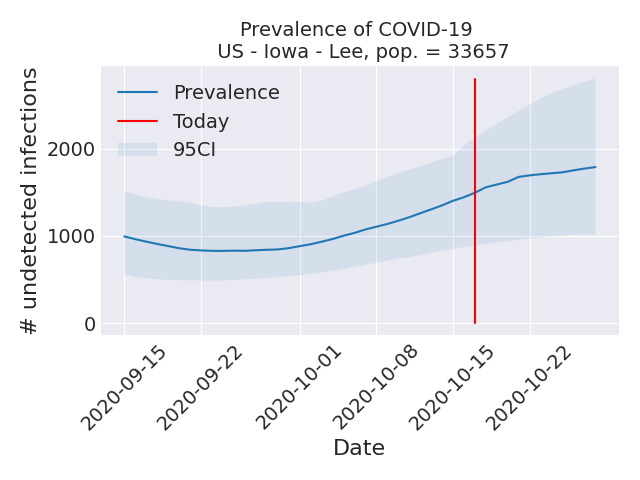 Prevalence of COVID-19
US - Iowa - Lee, pop. = 33657
# undetected infections
2000
1000
0
Prevalence
Today
95CI
2020-09-15
2020-09-22
2020-10-01
2020-10-08
2020-10-15
2020-10-22
Date